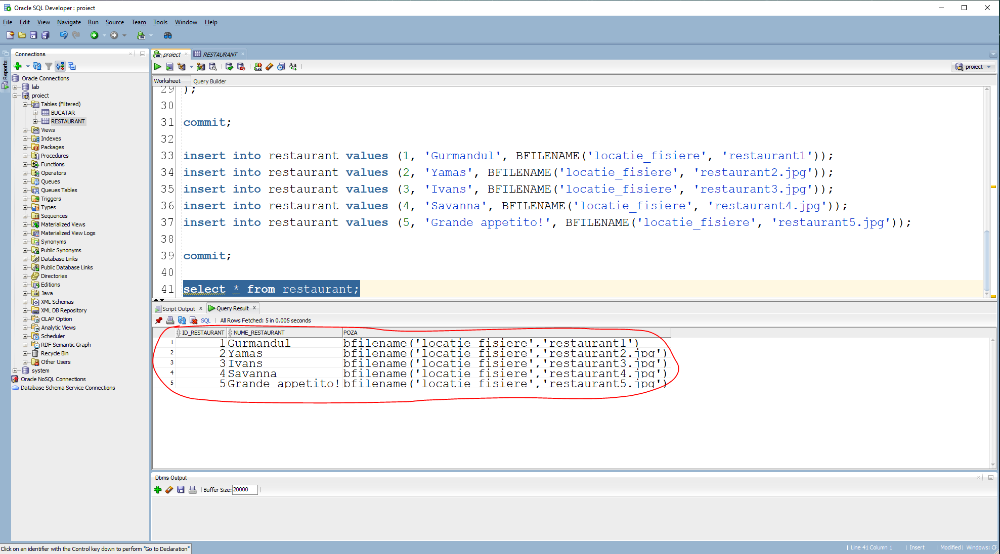 Oracle SQL Developer : proiect
File Edit View Navigate Run Source Team Tools Window Help
Reports
Connections
Oracle Connections
lab
proiect
Tables (Filtered)
BUCATAR
RESTAURANT
Views
Indexes
Packages
Procedures
Functions
Operators
Queues
Queues Tables
Triggers
Types
Sequences
Materialized Views
Materialized View Logs
Synonyms
Public Synonyms
Database Links
Public Database Links
Directories
Editions
Java
XML Schemas
XML DB Repository
OLAP Option
Analytic Views
Scheduler
RDF Semantic Graph
Recycle Bin
Other Users
system
Oracle NoSQL Connections
Database Schema Service Connections
proiect RESTAURANT
proiect
Worksheet Query Builder
29 );
30
31 commit;
32
33 insert into restaurant values (1, 'Gurmandul', BFILENAME('locatie_fisiere', 'restaurant1'));
34 insert into restaurant values (2, 'Yamas', BFILENAME('locatie_fisiere', 'restaurant2.jpg'));
35 insert into restaurant values (3, 'Ivans', BFILENAME('locatie_fisiere', 'restaurant3.jpg'));
36 insert into restaurant values (4, 'Savanna', BFILENAME('locatie_fisiere', 'restaurant4.jpg'));
37 insert into restaurant values (5, 'Grande appetito!', BFILENAME('locatie_fisiere', 'restaurant5.jpg'));
38
39 commit;
40
41 select * from restaurant;
Script Output x Query Result x
SQL | All Rows Fetched: 5 in 0.005 seconds
ID_RESTAURANT NUME_RESTAURANT POZA
1 1 Gurmandul bfilename('locatie_fisiere','restaurant1')
2 2 Yamas bfilename('locatie_fisiere','restaurant2.jpg')
3 3 Ivans bfilename('locatie_fisiere','restaurant3.jpg')
4 4 Savanna bfilename('locatie_fisiere','restaurant4.jpg')
5 5 Grande appetito! bfilename('locatie_fisiere','restaurant5.jpg')
Dbms Output
Buffer Size: 20000
Click on an identifier with the Control key down to perform "Go to Declaration"
| Line 41 Column 1 | Insert | Modified | Windows: CF